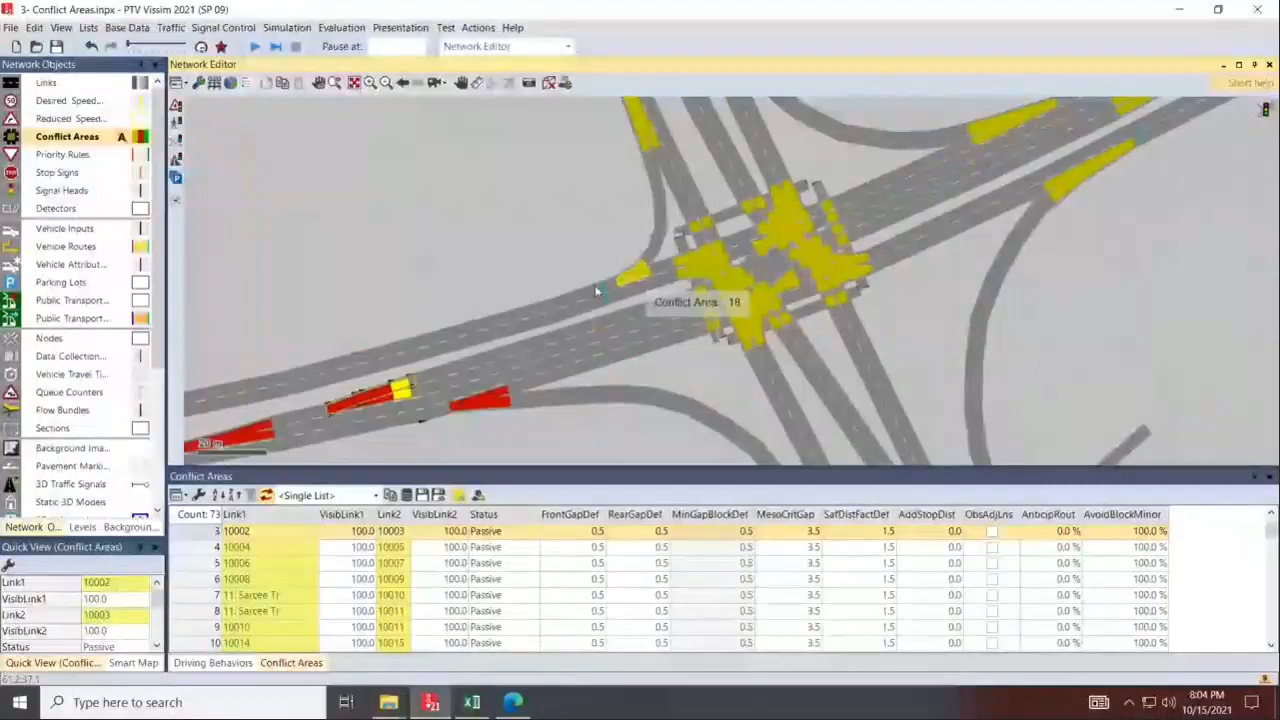 3- Conflict Areas.inpx - PTV Vissim 2021 (SP 09)
File Edit View Lists Base Data Traffic Signal Control Simulation Evaluation Presentation Test Actions Help
Pause at: Network Editor
Network Objects
Links
Desired Speed...
Reduced Speed...
Conflict Areas A
Priority Rules
Stop Signs
Signal Heads
Detectors
Vehicle Inputs
Vehicle Routes
Vehicle Attribut...
Parking Lots
Public Transport...
Public Transport...
Nodes
Data Collection...
Vehicle Travel Ti...
Queue Counters
Flow Bundles
Sections
Background Ima...
Pavement Marki...
3D Traffic Signals
Static 3D Models
Network O... Levels Backgroun...
Quick View (Conflict Areas)
Link1 10002
VisibLink1 100.0
Link2 10003
VisibLink2 100.0
Status Passive
Quick View (Conflic... Smart Map
61.2:37.1
Network Editor
Short help
Conflict Area: 18
20 m
Conflict Areas
<Single List>
Count: 73 Link1 VisibLink1 Link2 VisibLink2 Status FrontGapDef RearGapDef MinGapBlockDef MesoCritGap SafDistFactDef AddStopDist ObsAdjLns AnticipRout AvoidBlockMinor
3 10002 100.0 10003 100.0 Passive 0.5 0.5 0.5 3.5 1.5 0.0 0.0 % 100.0 %
4 10004 100.0 10005 100.0 Passive 0.5 0.5 0.5 3.5 1.5 0.0 0.0 % 100.0 %
5 10006 100.0 10007 100.0 Passive 0.5 0.5 0.5 3.5 1.5 0.0 0.0 % 100.0 %
6 10008 100.0 10009 100.0 Passive 0.5 0.5 0.5 3.5 1.5 0.0 0.0 % 100.0 %
7 11: Sarcee Tr 100.0 10010 100.0 Passive 0.5 0.5 0.5 3.5 1.5 0.0 0.0 % 100.0 %
8 11: Sarcee Tr 100.0 10011 100.0 Passive 0.5 0.5 0.5 3.5 1.5 0.0 0.0 % 100.0 %
9 10010 100.0 10011 100.0 Passive 0.5 0.5 0.5 3.5 1.5 0.0 0.0 % 100.0 %
10 10014 100.0 10015 100.0 Passive 0.5 0.5 0.5 3.5 1.5 0.0 0.0 % 100.0 %
Driving Behaviors Conflict Areas
Type here to search
8:04 PM
10/15/2021